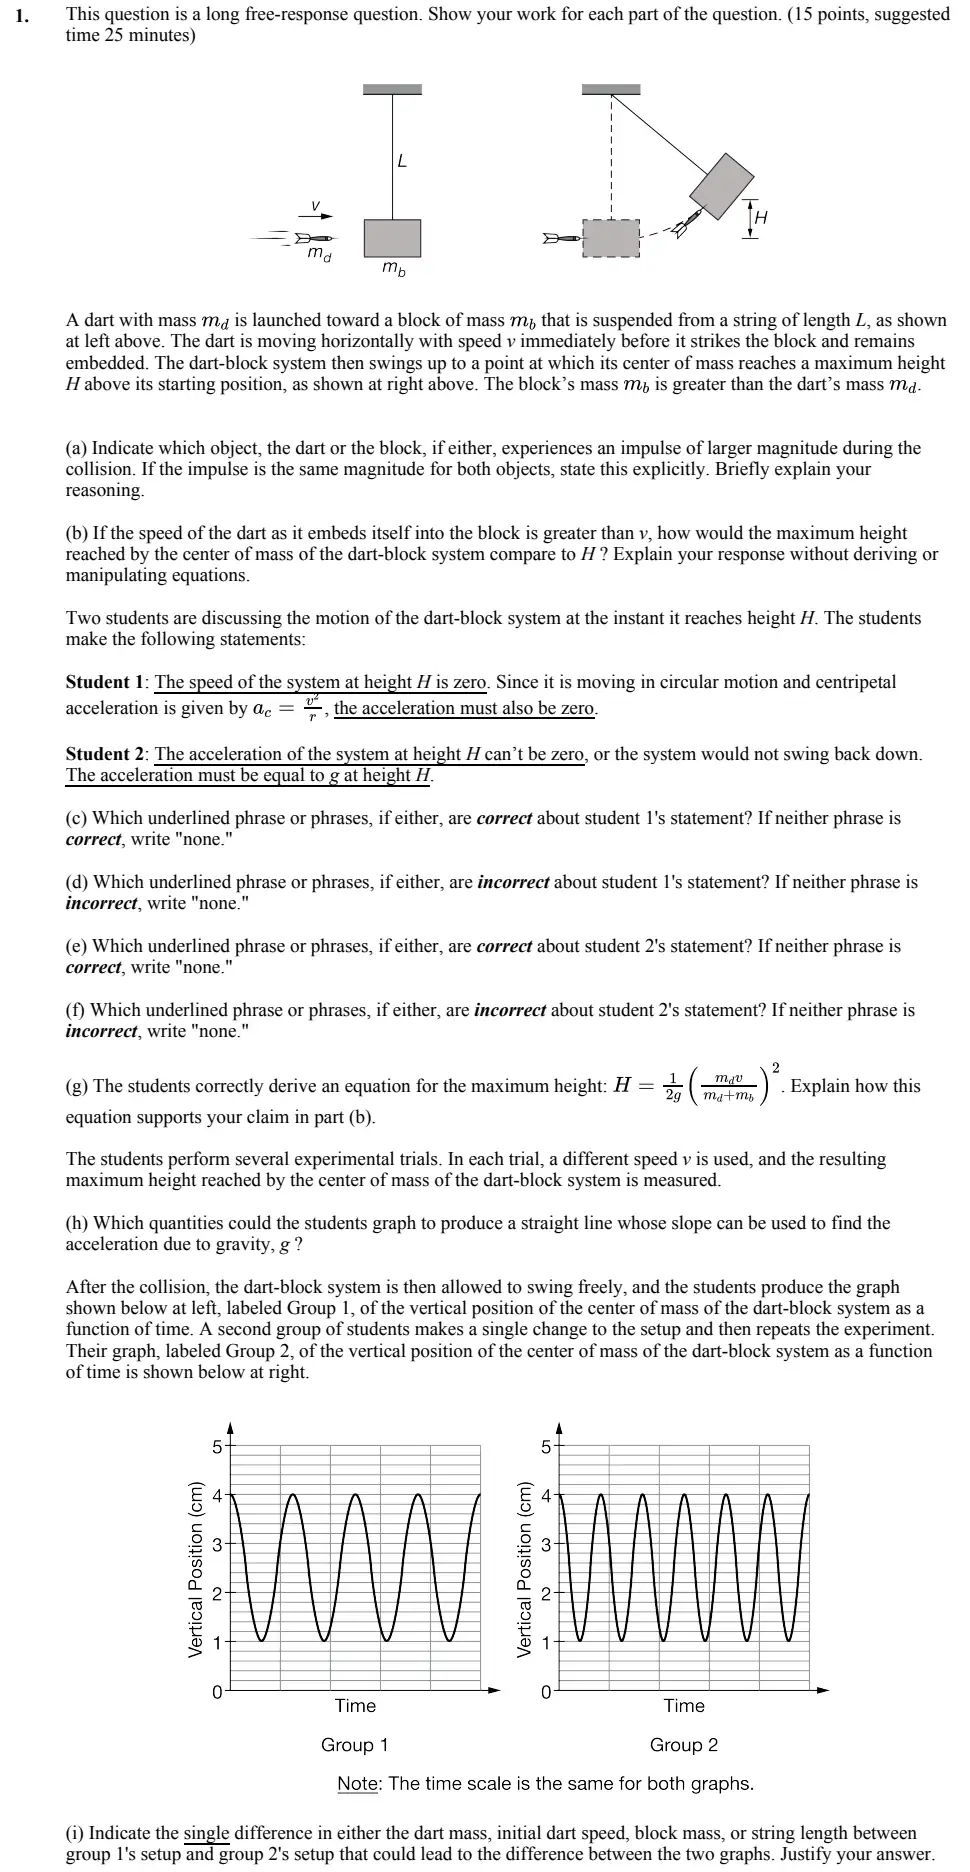 1. This question is a long free-response question. Show your work for each part of the question. (15 points, suggested
time 25 minutes)
L
v
m_d
m_b
H
A dart with mass m_d is launched toward a block of mass m_b that is suspended from a string of length L, as shown
at left above. The dart is moving horizontally with speed v immediately before it strikes the block and remains
embedded. The dart-block system then swings up to a point at which its center of mass reaches a maximum height
H above its starting position, as shown at right above. The block's mass m_b is greater than the dart's mass m_d.
(a) Indicate which object, the dart or the block, if either, experiences an impulse of larger magnitude during the
collision. If the impulse is the same magnitude for both objects, state this explicitly. Briefly explain your
reasoning.
(b) If the speed of the dart as it embeds itself into the block is greater than v, how would the maximum height
reached by the center of mass of the dart-block system compare to H ? Explain your response without deriving or
manipulating equations.
Two students are discussing the motion of the dart-block system at the instant it reaches height H. The students
make the following statements:
Student 1: The speed of the system at height H is zero. Since it is moving in circular motion and centripetal
acceleration is given by a_c = v²/r, the acceleration must also be zero.
Student 2: The acceleration of the system at height H can't be zero, or the system would not swing back down.
The acceleration must be equal to g at height H.
(c) Which underlined phrase or phrases, if either, are correct about student 1's statement? If neither phrase is
correct, write "none."
(d) Which underlined phrase or phrases, if either, are incorrect about student 1's statement? If neither phrase is
incorrect, write "none."
(e) Which underlined phrase or phrases, if either, are correct about student 2's statement? If neither phrase is
correct, write "none."
(f) Which underlined phrase or phrases, if either, are incorrect about student 2's statement? If neither phrase is
incorrect, write "none."
(g) The students correctly derive an equation for the maximum height: H = 1/2g (m_d v/m_d+m_b)². Explain how this
equation supports your claim in part (b).
The students perform several experimental trials. In each trial, a different speed v is used, and the resulting
maximum height reached by the center of mass of the dart-block system is measured.
(h) Which quantities could the students graph to produce a straight line whose slope can be used to find the
acceleration due to gravity, g ?
After the collision, the dart-block system is then allowed to swing freely, and the students produce the graph
shown below at left, labeled Group 1, of the vertical position of the center of mass of the dart-block system as a
function of time. A second group of students makes a single change to the setup and then repeats the experiment.
Their graph, labeled Group 2, of the vertical position of the center of mass of the dart-block system as a function
of time is shown below at right.
Vertical Position (cm)
5
4
3
2
1
0
Time
Group 1
Vertical Position (cm)
5
4
3
2
1
0
Time
Group 2
Note: The time scale is the same for both graphs.
(i) Indicate the single difference in either the dart mass, initial dart speed, block mass, or string length between
group 1's setup and group 2's setup that could lead to the difference between the two graphs. Justify your answer.